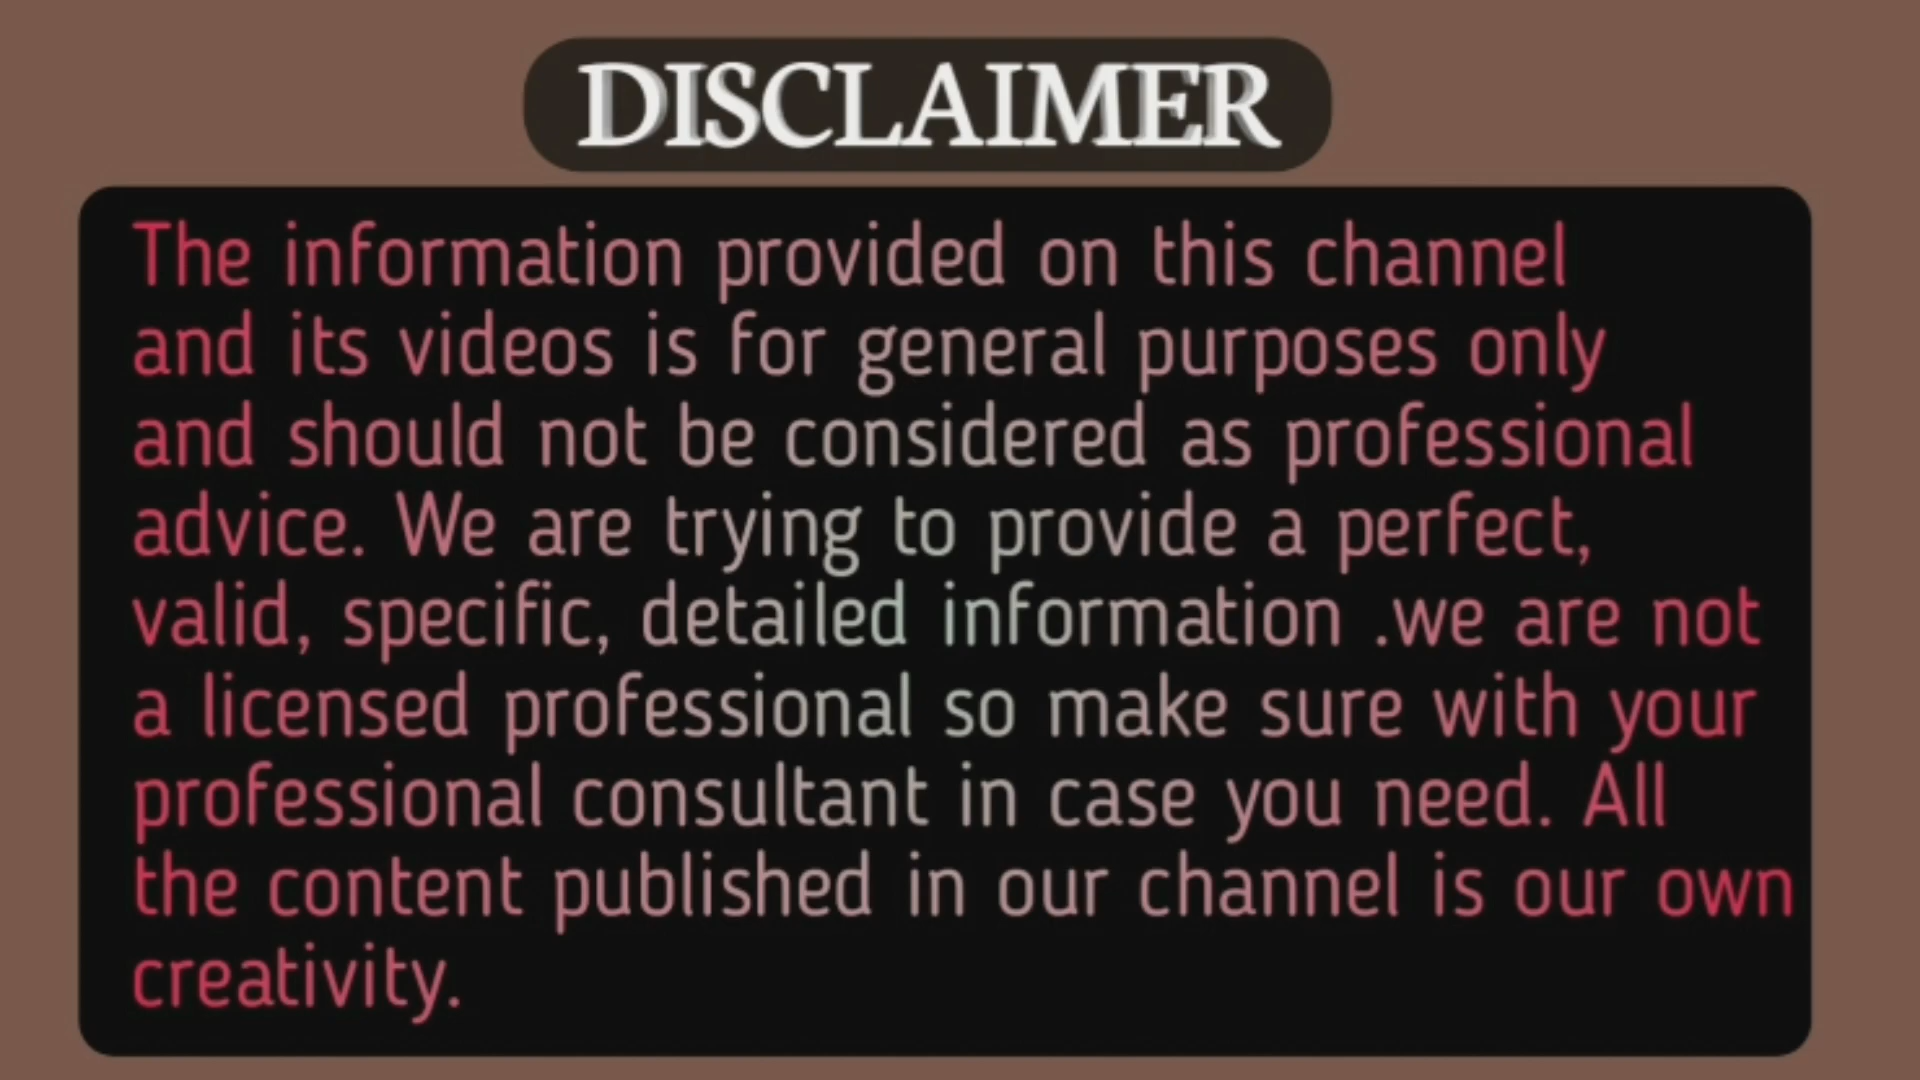 DISCLAIMER
The information provided on this channel
and its videos is for general purposes only
and should not be considered as professional
advice. We are trying to provide a perfect,
valid, specific, detailed information .we are not
a licensed professional so make sure with your
professional consultant in case you need. All
the content published in our channel is our own
creativity.